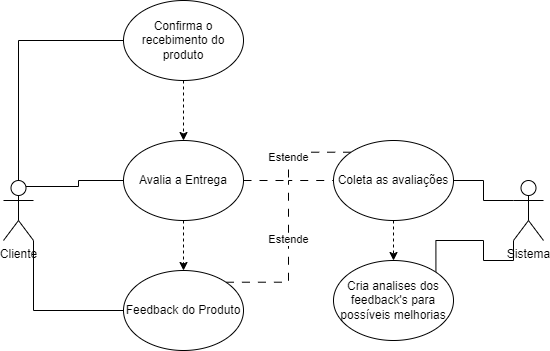 Confirma o
recebimento do
produto
Estende
Avalia a Entrega
Coleta as avaliações
Estende
Cliente
Sistema
Feedback do Produto
Cria analises dos
feedback's para
possíveis melhorias